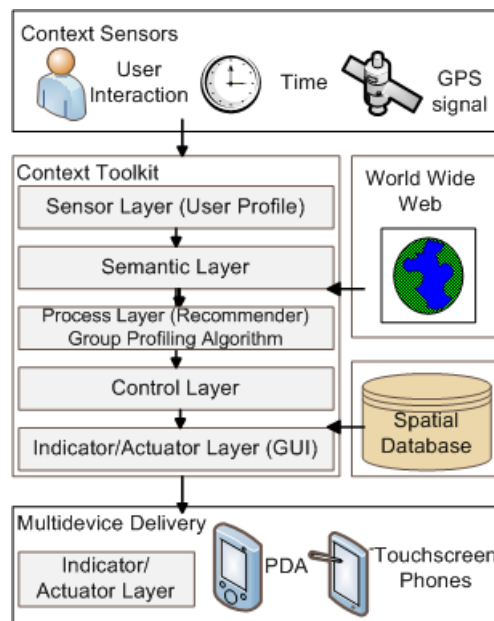 Context Sensors
User
Interaction
Time
GPS
signal
Context Toolkit
Sensor Layer (User Profile)
Semantic Layer
Process Layer (Recommender)
Group Profiling Algorithm
Control Layer
Indicator/Actuator Layer (GUI)
World Wide
Web
Spatial
Database
Multidevice Delivery
Indicator/
Actuator Layer
PDA
Touchscreen
Phones